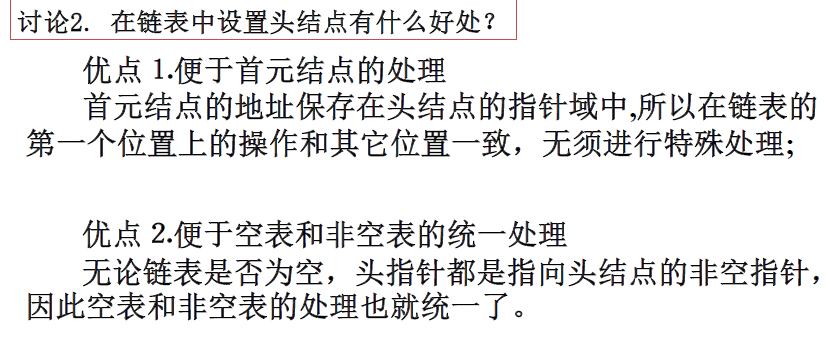 讨论2. 在链表中设置头结点有什么好处？
优点 1.便于首元结点的处理
首元结点的地址保存在头结点的指针域中,所以在链表的
第一个位置上的操作和其它位置一致，无须进行特殊处理;
优点 2.便于空表和非空表的统一处理
无论链表是否为空，头指针都是指向头结点的非空指针，
因此空表和非空表的处理也就统一了。